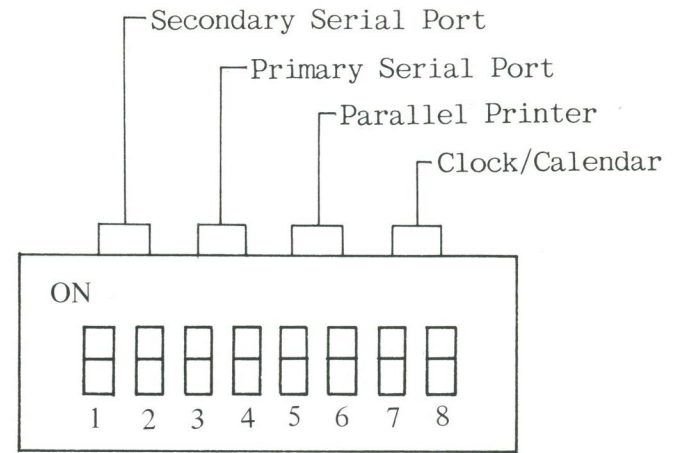 Secondary Serial Port
Primary Serial Port
Parallel Printer
Clock/Calendar
ON
1 2 3 4 5 6 7 8